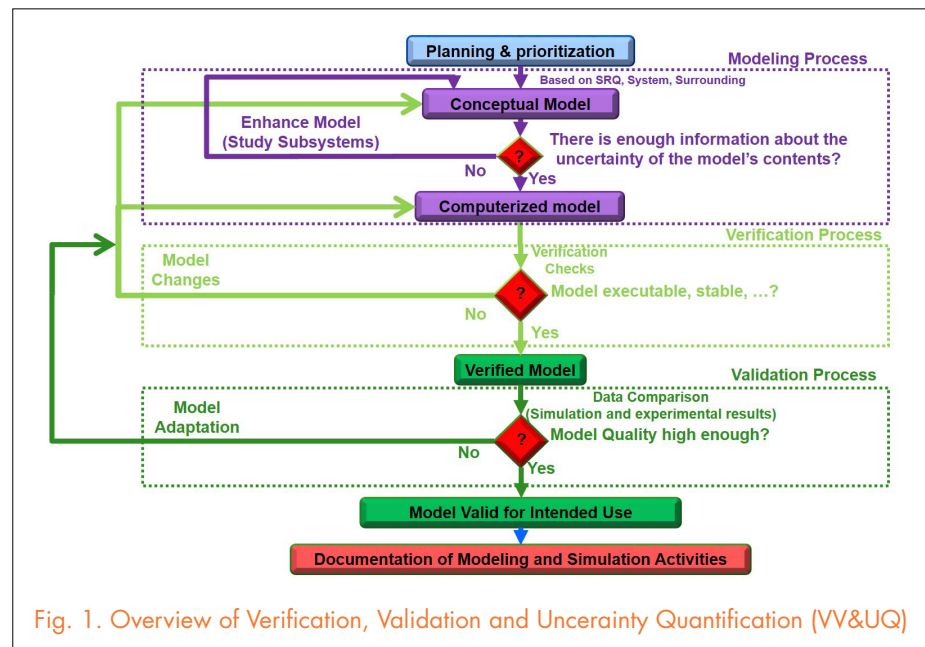 Planning & prioritization
Modeling Process
Based on SRQ, System, Surrounding
Conceptual Model
Enhance Model
(Study Subsystems)
There is enough information about the
uncertainty of the model's contents?
?
No
Yes
Computerized model
Verification Process
Verification
Checks
Model
Changes
?
Model executable, stable, ...?
No
Yes
Verified Model
Validation Process
Data Comparison
(Simulation and experimental results)
Model
Adaptation
?
Model Quality high enough?
No
Yes
Model Valid for Intended Use
Documentation of Modeling and Simulation Activities
Fig. 1. Overview of Verification, Validation and Uncerainty Quantification (VV&UQ)